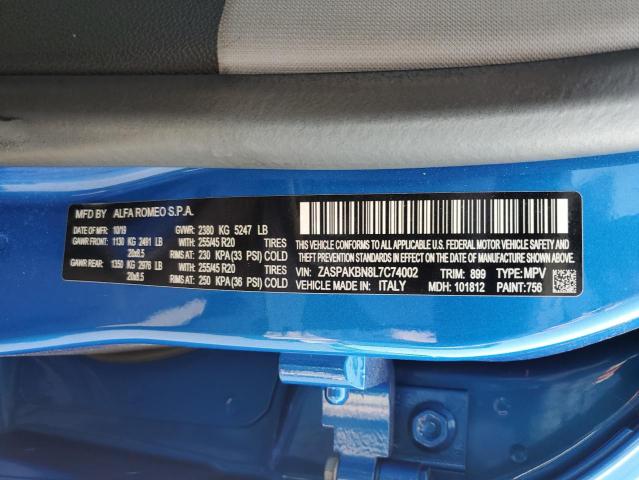 MFD BY ALFA ROMEO S.P.A.
DATE OF MFR: 10/19 GVWR: 2380 KG 5247 LB
GAWR FRONT: 1130 KG 2491 LB 255/45 R20 TIRES
20x8.5 RIMS AT: 230 KPA (33 PSI) COLD
GAWR REAR: 1350 KG 2976 LB 255/45 R20 TIRES
20x8.5 RIMS AT: 250 KPA (36 PSI) COLD
THIS VEHICLE CONFORMS TO ALL APPLICABLE U.S. FEDERAL MOTOR VEHICLE
SAFETY, BUMPER, AND THEFT PREVENTION STANDARDS IN
EFFECT ON THE DATE OF MANUFACTURE SHOWN ABOVE.
VIN: ZASPAKBN8L7C74002 TRIM: 899 TYPE: MPV
VEHICLE MADE IN: ITALY MDH: 101812 PAINT: 756